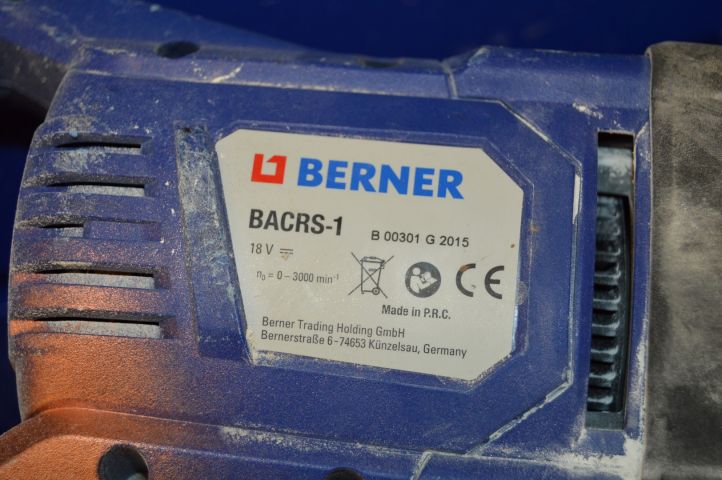 BERNER
BACRS-1 B 00301 G 2015
18 V ⎓
n₀ = 0 – 3000 min⁻¹
CE
Made in P.R.C.
Berner Trading Holding GmbH
Bernerstraße 6 - 74653 Künzelsau, Germany